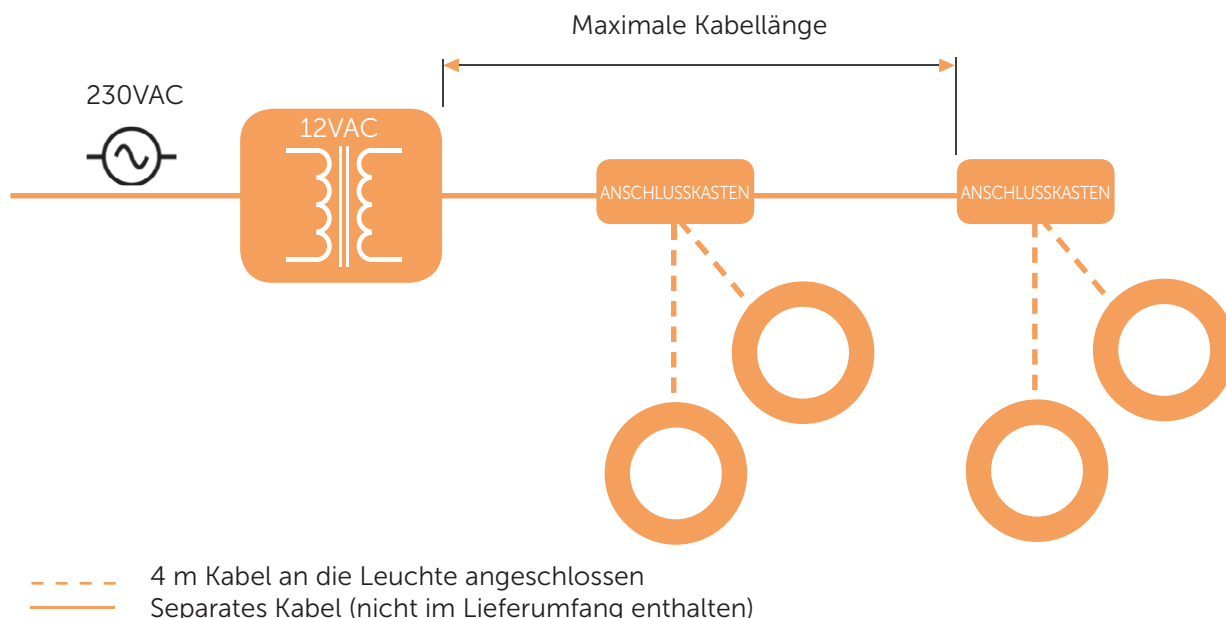 Maximale Kabellänge
230VAC
12VAC
ANSCHLUSSKASTEN
ANSCHLUSSKASTEN
4 m Kabel an die Leuchte angeschlossen
Separates Kabel (nicht im Lieferumfang enthalten)